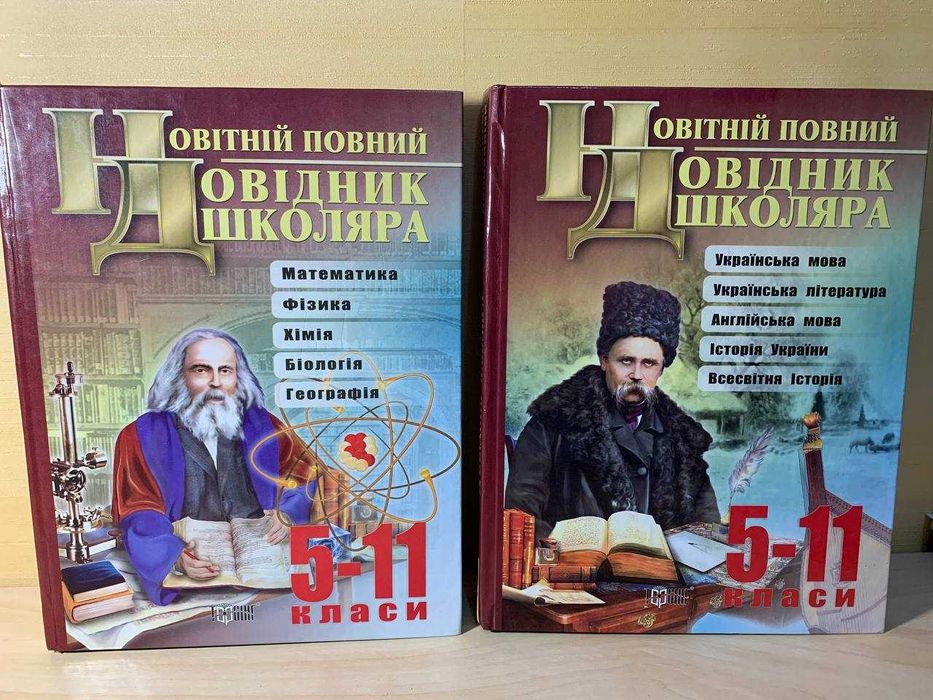 НОВІТНІЙ ПОВНИЙ
ДОВІДНИК
ШКОЛЯРА
Математика
Фізика
Хімія
Біологія
Географія
5-11
класи
НОВІТНІЙ ПОВНИЙ
ДОВІДНИК
ШКОЛЯРА
Українська мова
Українська література
Англійська мова
Історія України
Всесвітня Історія
5-11
класи